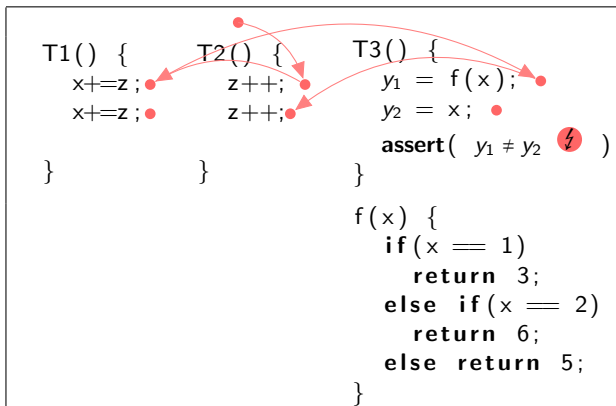 T1() { T2() { T3() {
x+=z; z++; y₁ = f(x);
x+=z; z++; y₂ = x;
assert( y₁ ≠ y₂ )
} } }
f(x) {
if(x == 1)
return 3;
else if(x == 2)
return 6;
else return 5;
}